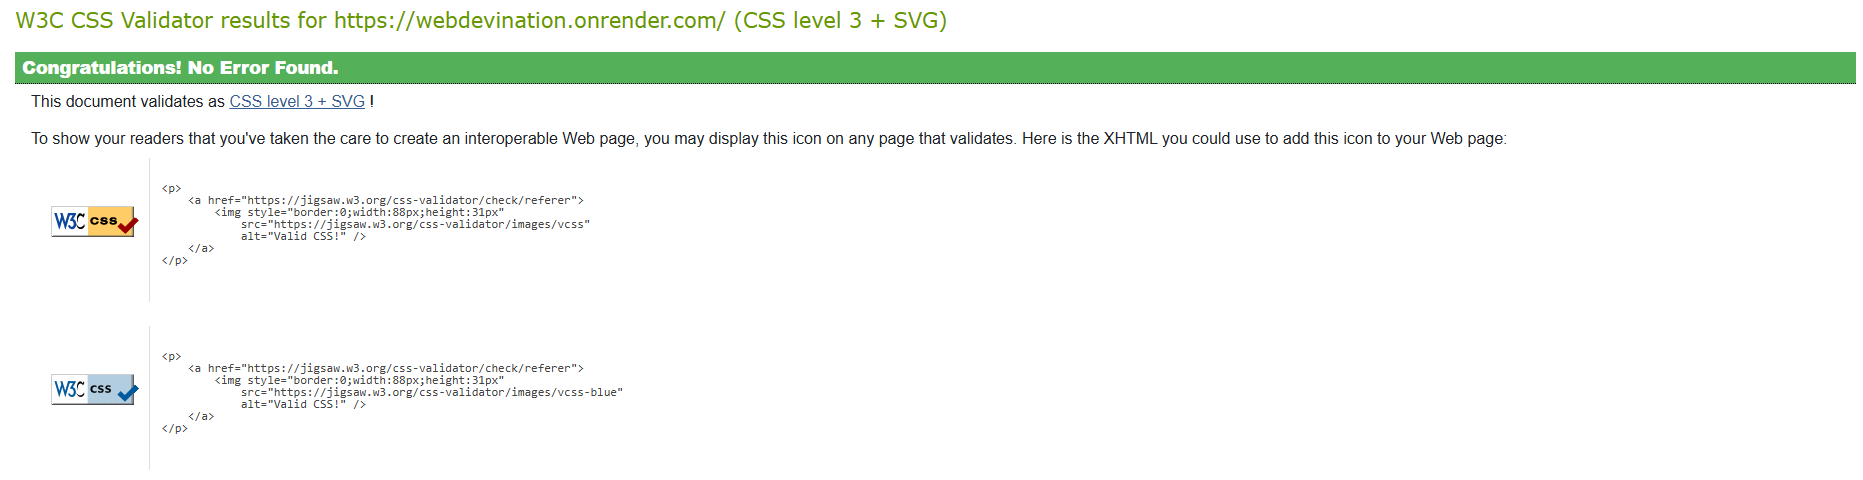 W3C CSS Validator results for https://webdevination.onrender.com/ (CSS level 3 + SVG)
Congratulations! No Error Found.
This document validates as CSS level 3 + SVG !
To show your readers that you've taken the care to create an interoperable Web page, you may display this icon on any page that validates. Here is the XHTML you could use to add this icon to your Web page:
W3C css
<p>
    <a href="https://jigsaw.w3.org/css-validator/check/referer">
        <img style="border:0;width:88px;height:31px"
            src="https://jigsaw.w3.org/css-validator/images/vcss"
            alt="Valid CSS!" />
    </a>
</p>
W3C css
<p>
    <a href="https://jigsaw.w3.org/css-validator/check/referer">
        <img style="border:0;width:88px;height:31px"
            src="https://jigsaw.w3.org/css-validator/images/vcss-blue"
            alt="Valid CSS!" />
    </a>
</p>